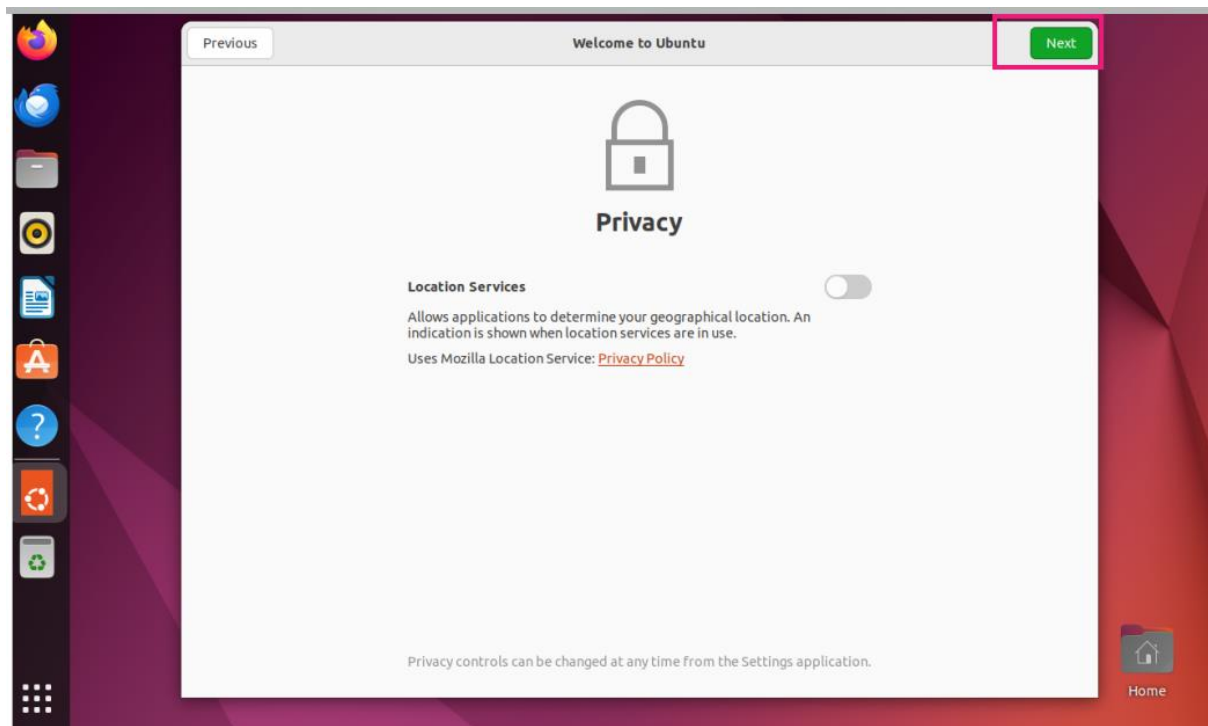 Previous
Welcome to Ubuntu
Next
Privacy
Location Services
Allows applications to determine your geographical location. An
indication is shown when location services are in use.
Uses Mozilla Location Service: Privacy Policy
Privacy controls can be changed at any time from the Settings application.
Home